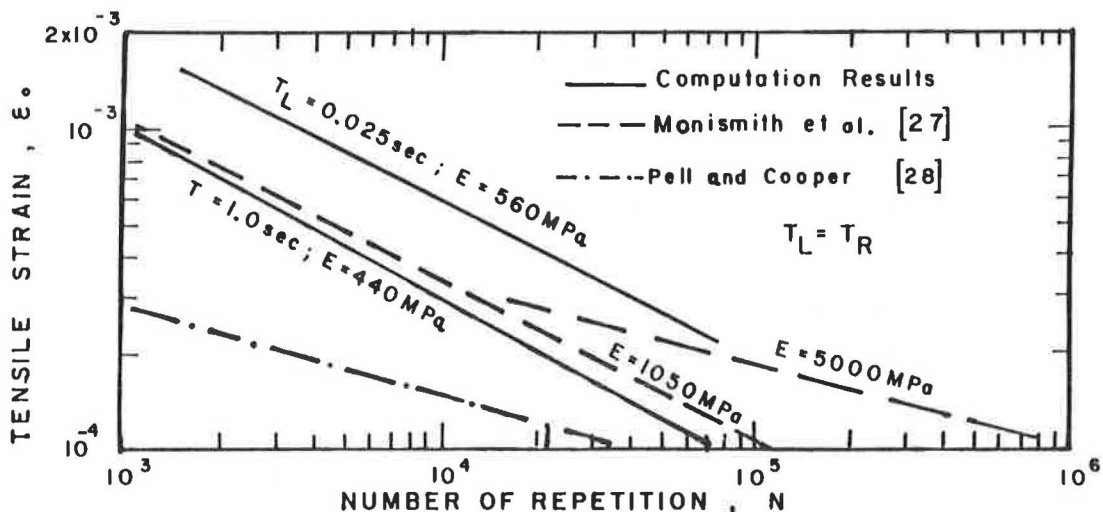 2x10⁻³
10⁻³
10⁻⁴
TENSILE STRAIN , ε₀
T_L = 0.025sec ; E = 560MPa
T = 1.0sec ; E = 440MPa
E = 1050MPa
E = 5000MPa
Computation Results
Monismith et al. [27]
Pell and Cooper [28]
T_L = T_R
10³
10⁴
10⁵
10⁶
NUMBER OF REPETITION , N